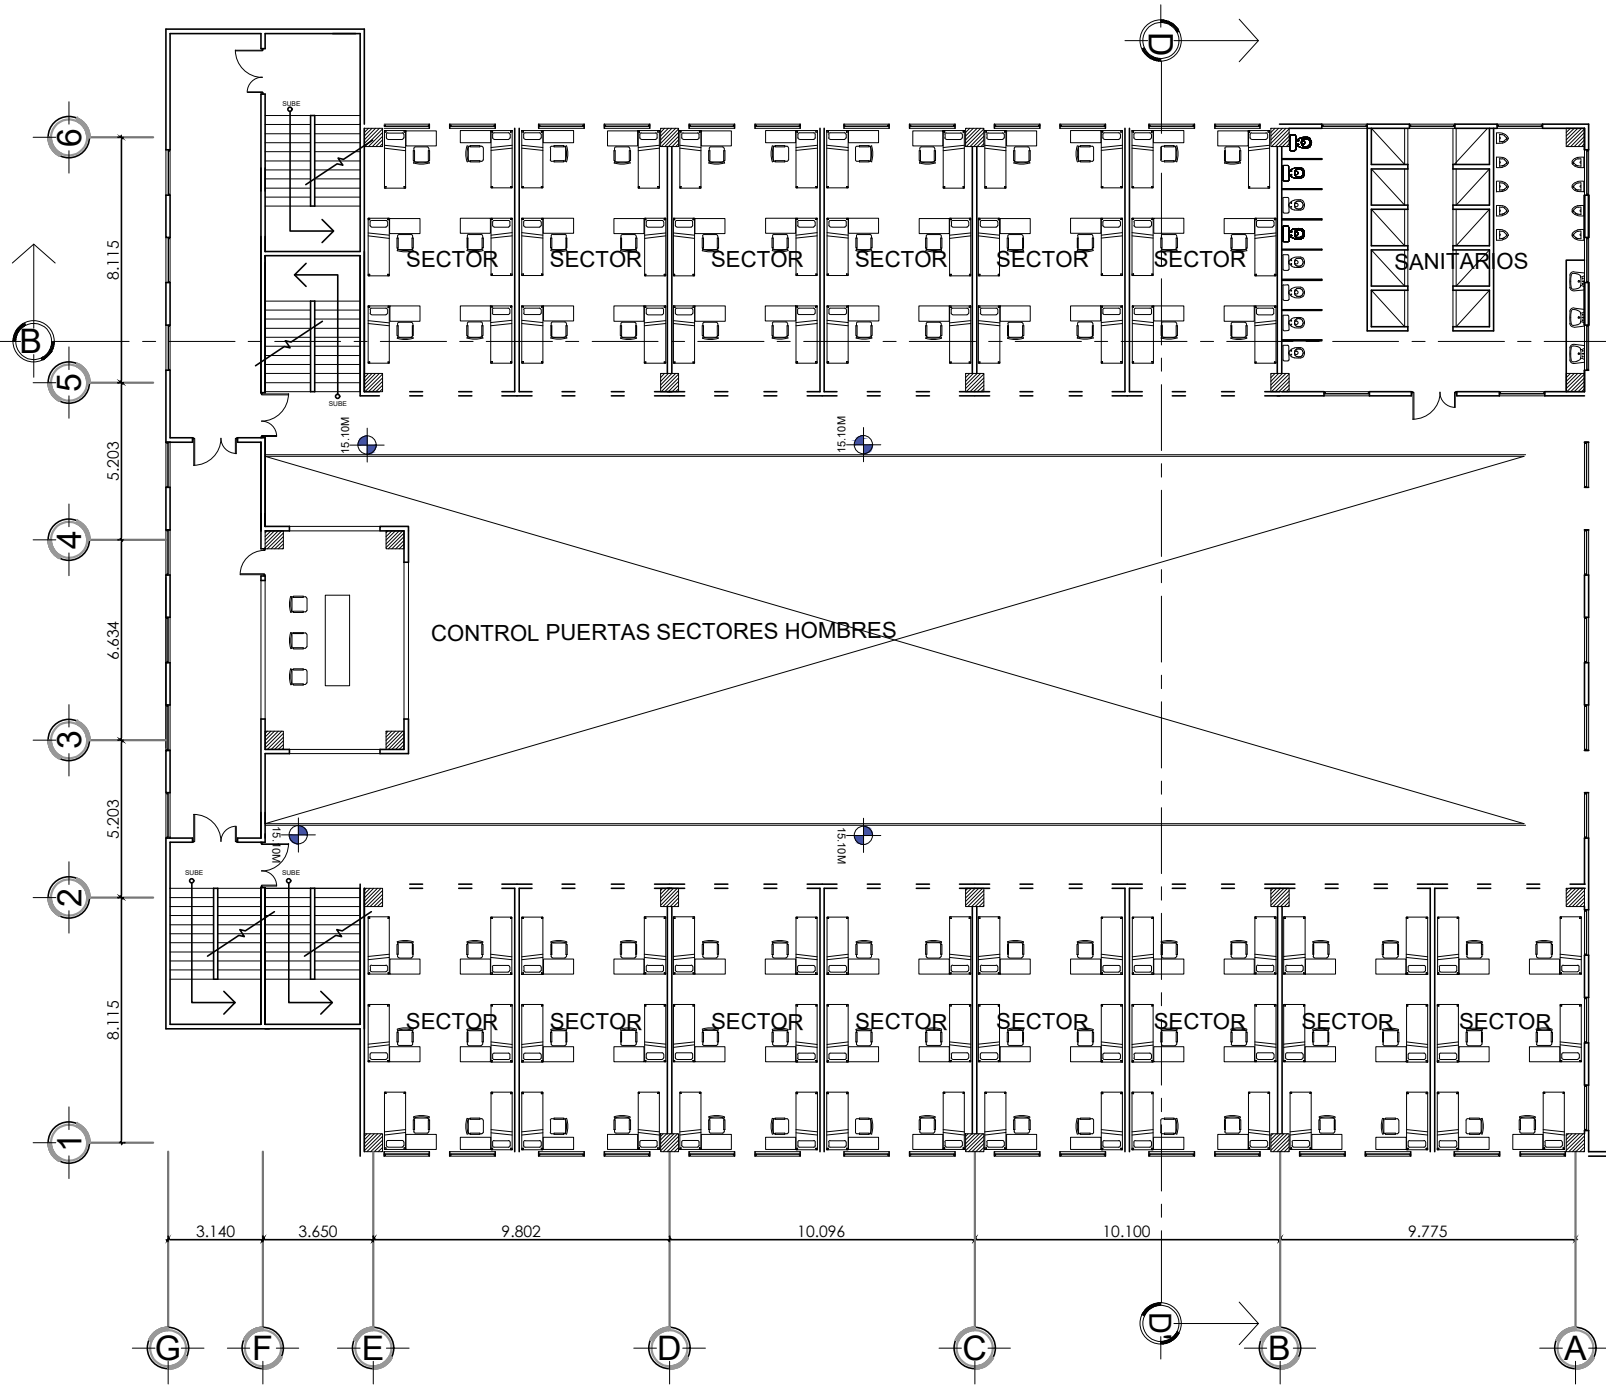 D
6
SUBE
8.115
SECTOR
SECTOR
SECTOR
SECTOR
SECTOR
SECTOR
SANITARIOS
B
5
SUBE
15.10M
15.10M
5.203
4
CONTROL PUERTAS SECTORES HOMBRES
6.634
3
5.203
15.10M
15.10M
SUBE
SUBE
2
8.115
SECTOR
SECTOR
SECTOR
SECTOR
SECTOR
SECTOR
SECTOR
SECTOR
1
3.140
3.650
9.802
10.096
10.100
9.775
D'
G
F
E
D
C
B
A